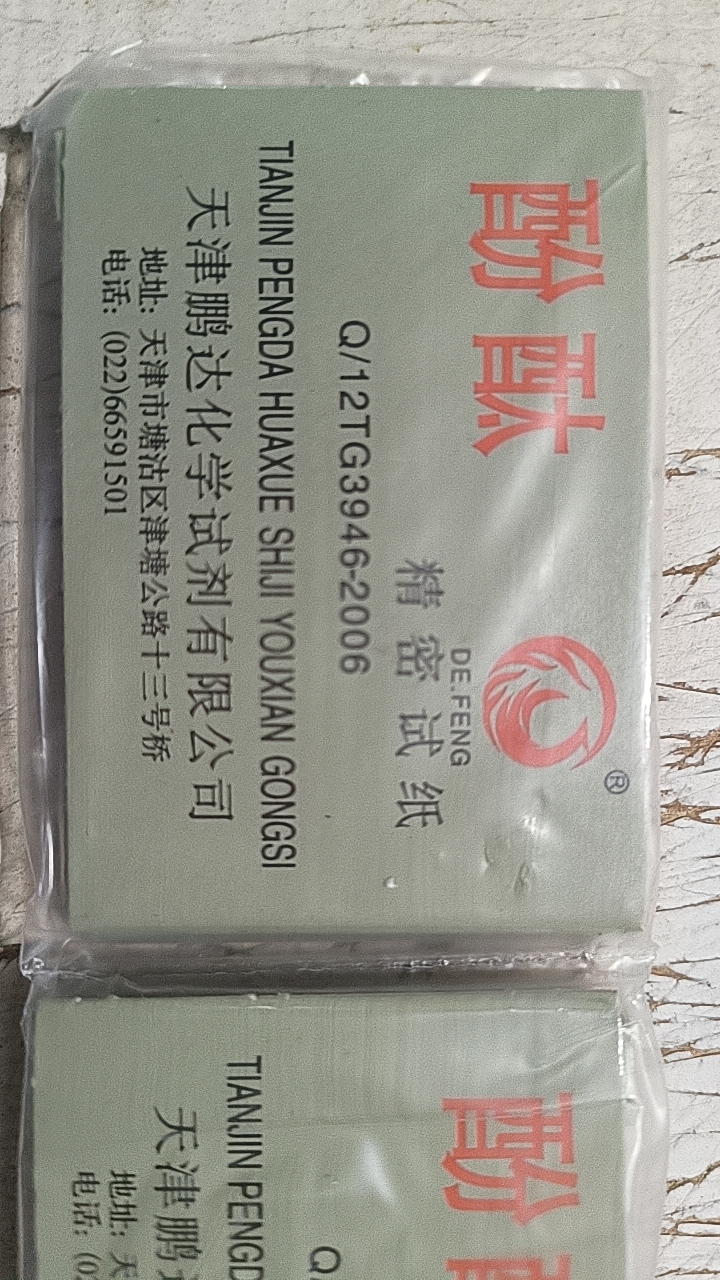 酚酞
®
DE.FENG
精密试纸
Q/12TG3946-2006
TIANJIN PENGDA HUAXUE SHIJI YOUXIAN GONGSI
天津鹏达化学试剂有限公司
地址: 天津市塘沽区津塘公路十三号桥
电话: (022)66591501
酚
Q/
TIANJIN PENGD
天津鹏
地址: 天
电话: (02